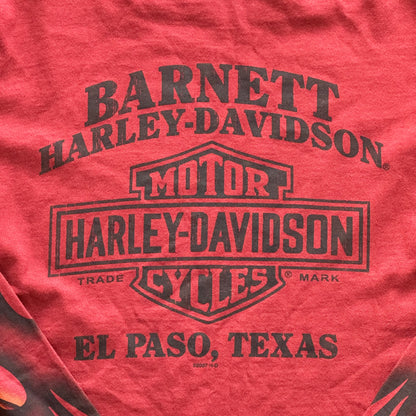 BARNETT
HARLEY-DAVIDSON®
MOTOR
HARLEY-DAVIDSON
TRADE ® MARK
CYCLES
EL PASO, TEXAS